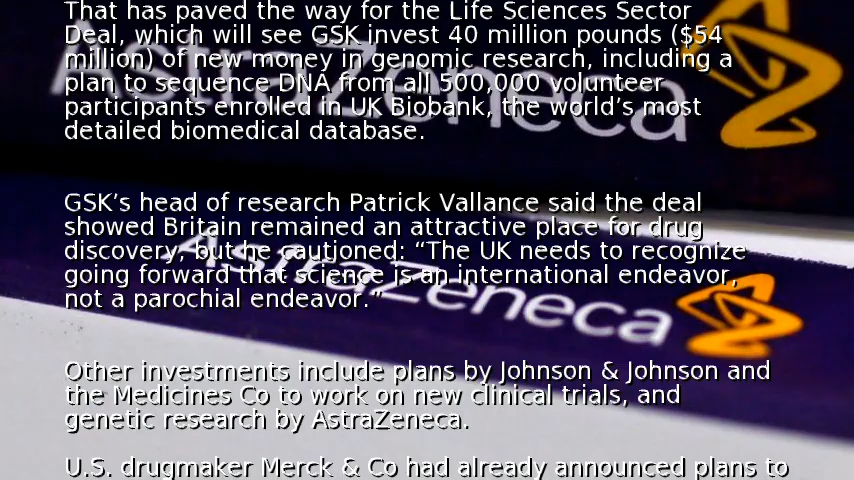 That has paved the way for the Life Sciences Sector
Deal, which will see GSK invest 40 million pounds ($54
million) of new money in genomic research, including a
plan to sequence DNA from all 500,000 volunteer
participants enrolled in UK Biobank, the world’s most
detailed biomedical database.
AstraZeneca
GSK’s head of research Patrick Vallance said the deal
showed Britain remained an attractive place for drug
discovery, but he cautioned: “The UK needs to recognize
going forward that science is an international endeavor,
not a parochial endeavor.”
AstraZeneca
Other investments include plans by Johnson & Johnson and
the Medicines Co to work on new clinical trials, and
genetic research by AstraZeneca.
U.S. drugmaker Merck & Co had already announced plans to